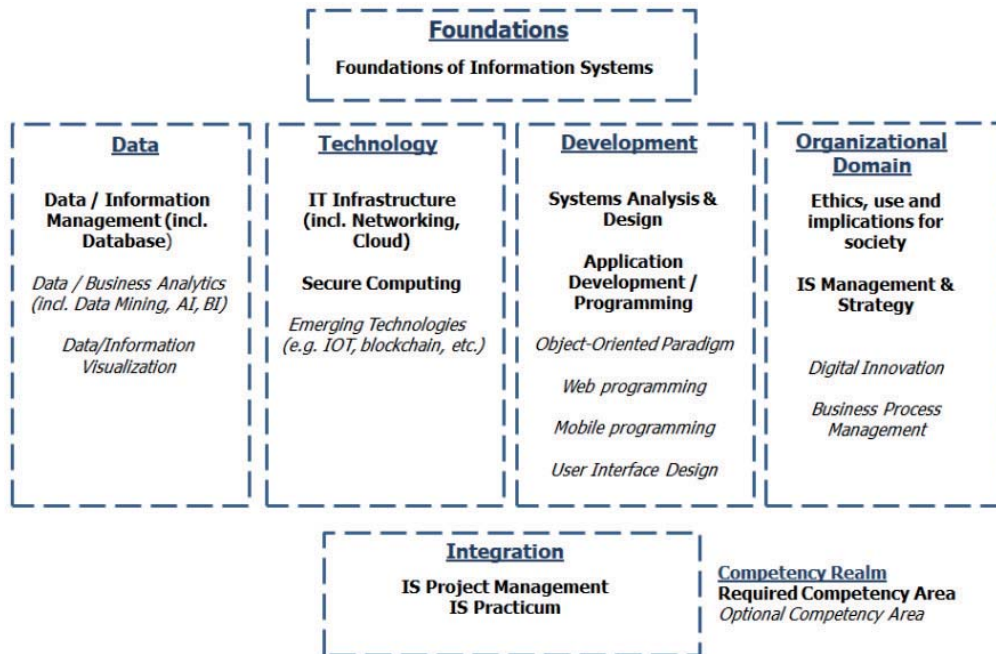 Foundations
Foundations of Information Systems
Data
Data / Information
Management (incl.
Database)
Data / Business Analytics
(incl. Data Mining, AI, BI)
Data/Information
Visualization
Technology
IT Infrastructure
(incl. Networking,
Cloud)
Secure Computing
Emerging Technologies
(e.g. IOT, blockchain, etc.)
Development
Systems Analysis &
Design
Application
Development /
Programming
Object-Oriented Paradigm
Web programming
Mobile programming
User Interface Design
Organizational
Domain
Ethics, use and
implications for
society
IS Management &
Strategy
Digital Innovation
Business Process
Management
Integration
IS Project Management
IS Practicum
Competency Realm
Required Competency Area
Optional Competency Area